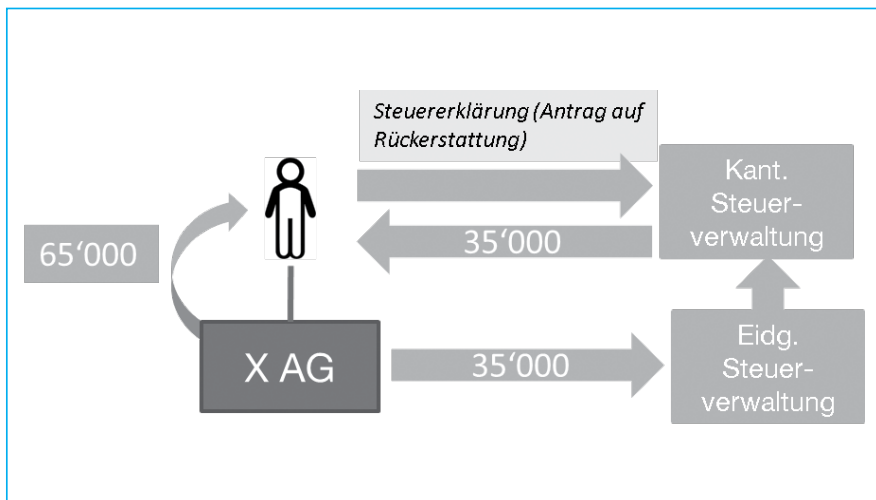 Steuererklärung (Antrag auf
Rückerstattung)
Kant.
Steuer-
verwaltung
65‘000
35‘000
Eidg.
Steuer-
verwaltung
X AG
35‘000